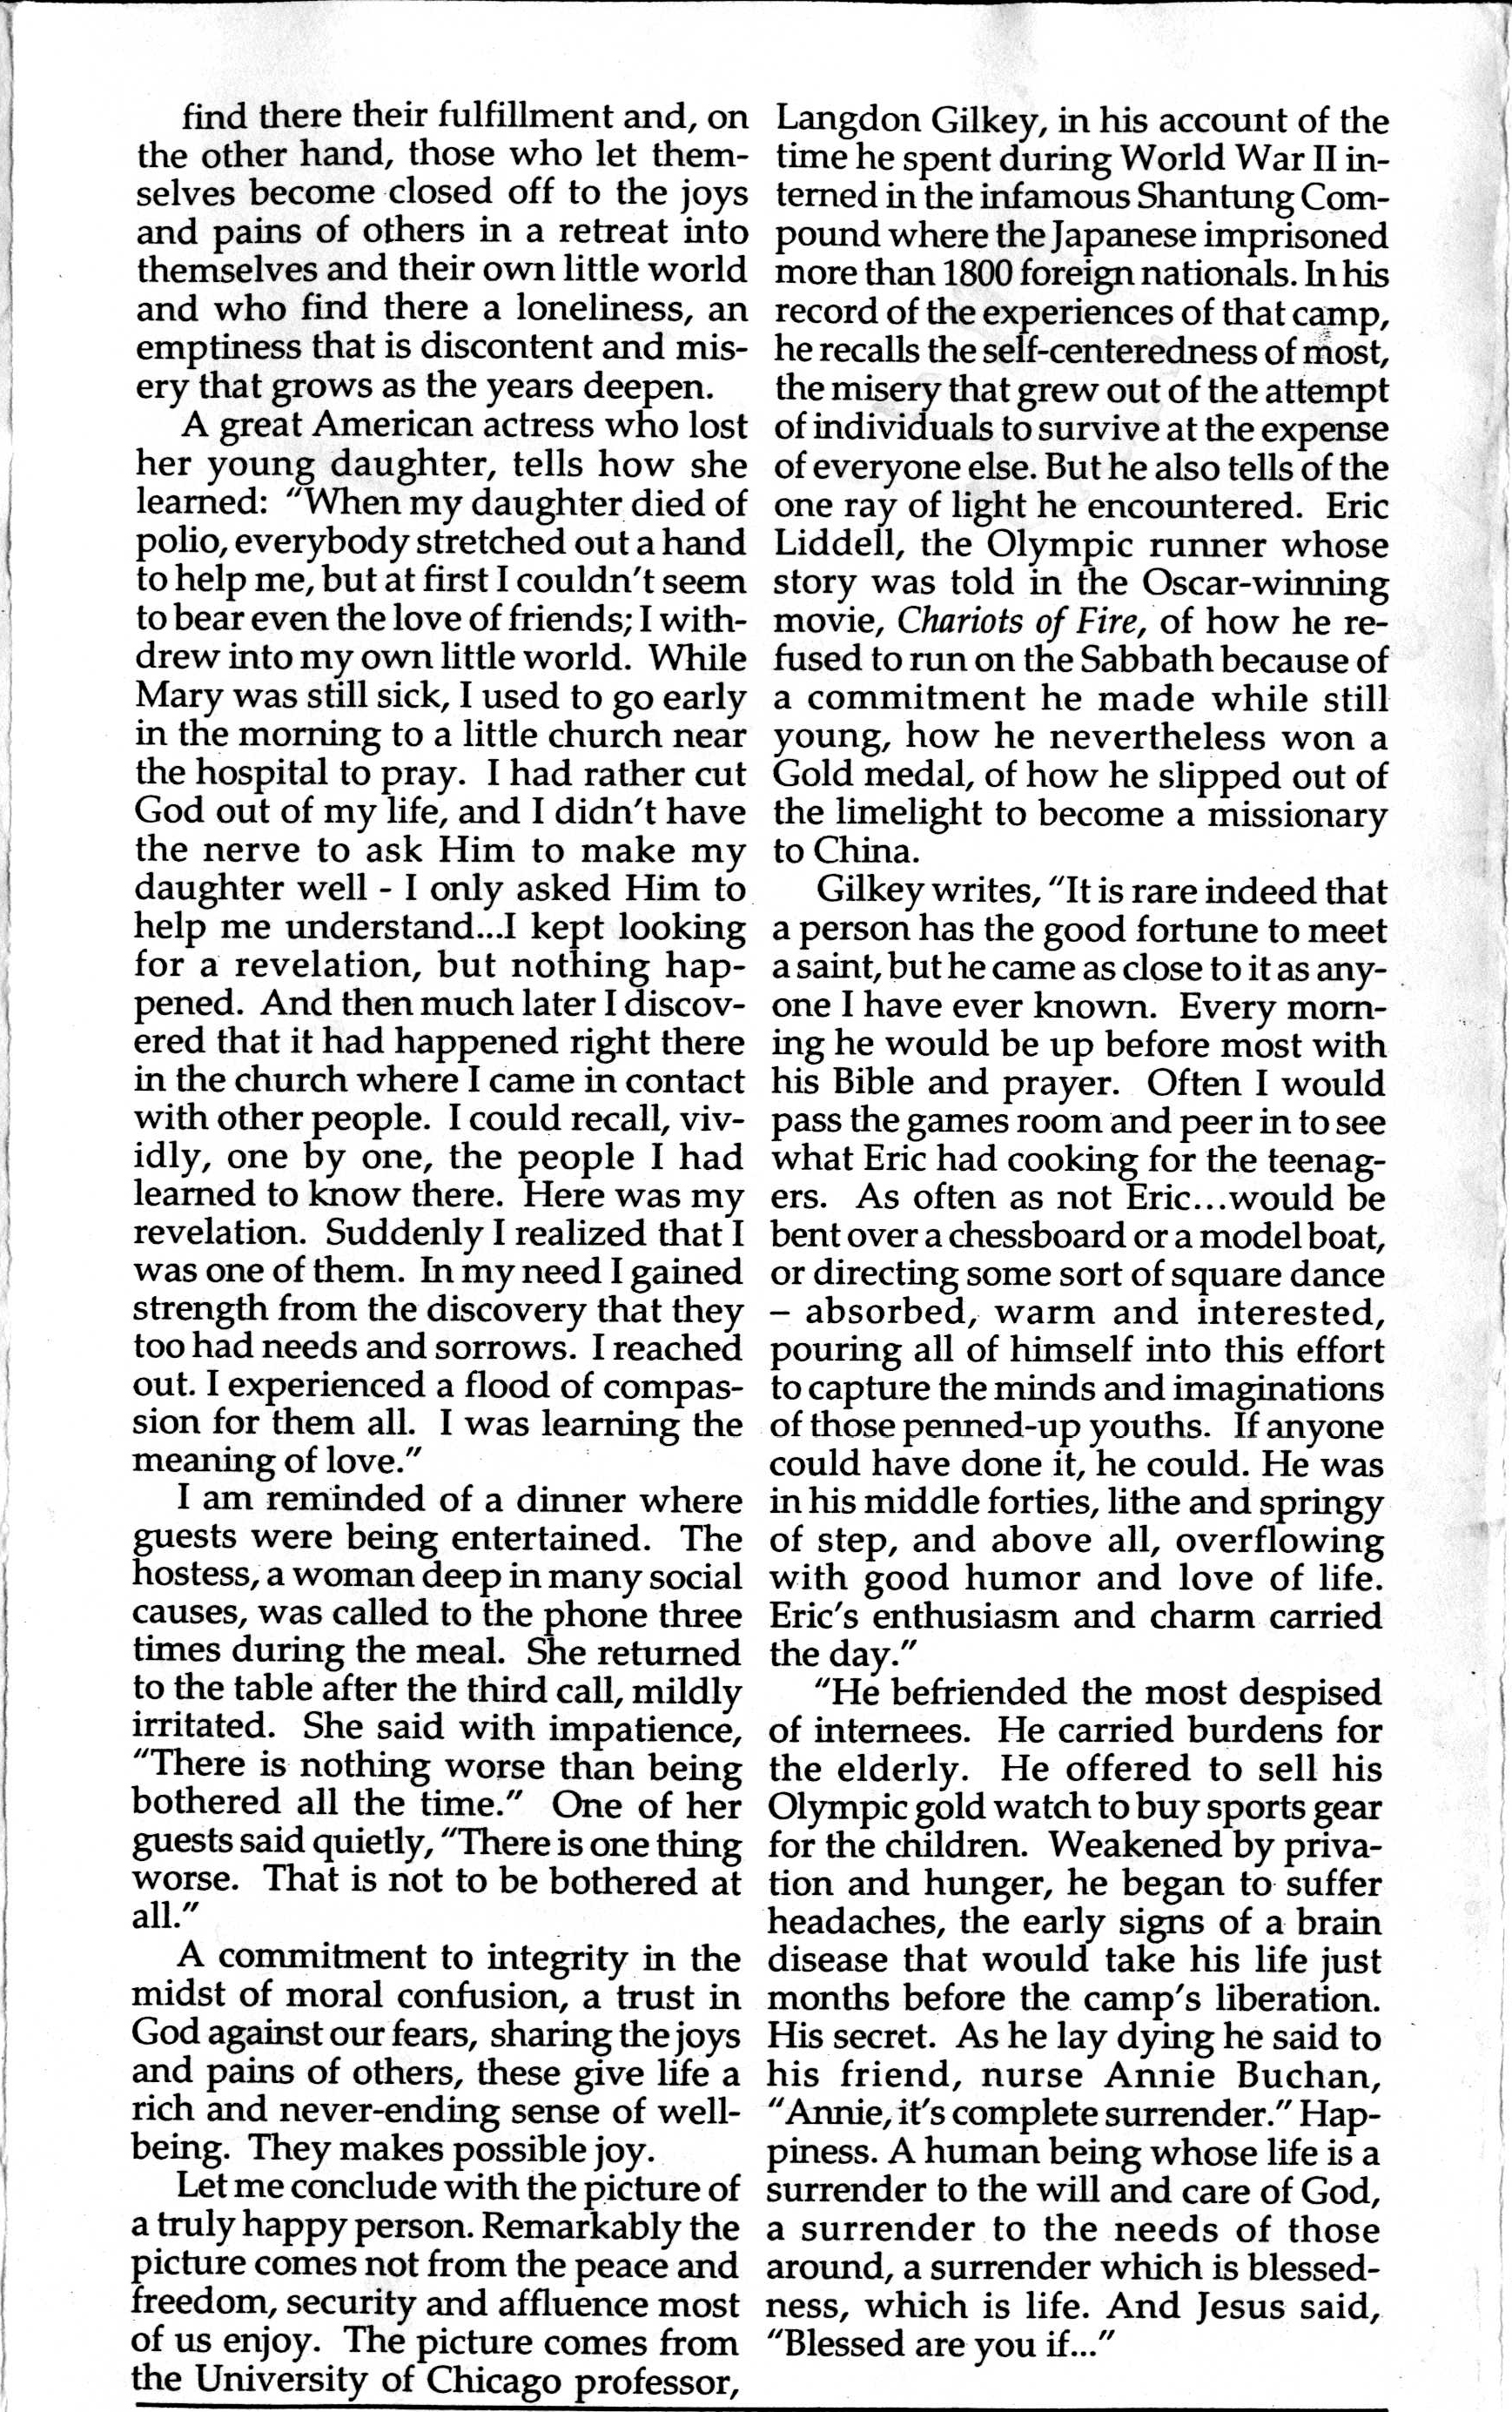 find there their fulfillment and, on
the other hand, those who let them-
selves become closed off to the joys
and pains of others in a retreat into
themselves and their own little world
and who find there a loneliness, an
emptiness that is discontent and mis-
ery that grows as the years deepen.
A great American actress who lost
her young daughter, tells how she
learned: "When my daughter died of
polio, everybody stretched out a hand
to help me, but at first I couldn't seem
to bear even the love of friends; I with-
drew into my own little world. While
Mary was still sick, I used to go early
in the morning to a little church near
the hospital to pray. I had rather cut
God out of my life, and I didn't have
the nerve to ask Him to make my
daughter well - I only asked Him to
help me understand...I kept looking
for a revelation, but nothing hap-
pened. And then much later I discov-
ered that it had happened right there
in the church where I came in contact
with other people. I could recall, viv-
idly, one by one, the people I had
learned to know there. Here was my
revelation. Suddenly I realized that I
was one of them. In my need I gained
strength from the discovery that they
too had needs and sorrows. I reached
out. I experienced a flood of compas-
sion for them all. I was learning the
meaning of love."
I am reminded of a dinner where
guests were being entertained. The
hostess, a woman deep in many social
causes, was called to the phone three
times during the meal. She returned
to the table after the third call, mildly
irritated. She said with impatience,
"There is nothing worse than being
bothered all the time." One of her
guests said quietly, "There is one thing
worse. That is not to be bothered at
all."
A commitment to integrity in the
midst of moral confusion, a trust in
God against our fears, sharing the joys
and pains of others, these give life a
rich and never-ending sense of well-
being. They makes possible joy.
Let me conclude with the picture of
a truly happy person. Remarkably the
picture comes not from the peace and
freedom, security and affluence most
of us enjoy. The picture comes from
the University of Chicago professor,
Langdon Gilkey, in his account of the
time he spent during World War II in-
terned in the infamous Shantung Com-
pound where the Japanese imprisoned
more than 1800 foreign nationals. In his
record of the experiences of that camp,
he recalls the self-centeredness of most,
the misery that grew out of the attempt
of individuals to survive at the expense
of everyone else. But he also tells of the
one ray of light he encountered. Eric
Liddell, the Olympic runner whose
story was told in the Oscar-winning
movie, Chariots of Fire, of how he re-
fused to run on the Sabbath because of
a commitment he made while still
young, how he nevertheless won a
Gold medal, of how he slipped out of
the limelight to become a missionary
to China.
Gilkey writes, "It is rare indeed that
a person has the good fortune to meet
a saint, but he came as close to it as any-
one I have ever known. Every morn-
ing he would be up before most with
his Bible and prayer. Often I would
pass the games room and peer in to see
what Eric had cooking for the teenag-
ers. As often as not Eric...would be
bent over a chessboard or a model boat,
or directing some sort of square dance
– absorbed, warm and interested,
pouring all of himself into this effort
to capture the minds and imaginations
of those penned-up youths. If anyone
could have done it, he could. He was
in his middle forties, lithe and springy
of step, and above all, overflowing
with good humor and love of life.
Eric's enthusiasm and charm carried
the day."
"He befriended the most despised
of internees. He carried burdens for
the elderly. He offered to sell his
Olympic gold watch to buy sports gear
for the children. Weakened by priva-
tion and hunger, he began to suffer
headaches, the early signs of a brain
disease that would take his life just
months before the camp's liberation.
His secret. As he lay dying he said to
his friend, nurse Annie Buchan,
"Annie, it's complete surrender." Hap-
piness. A human being whose life is a
surrender to the will and care of God,
a surrender to the needs of those
around, a surrender which is blessed-
ness, which is life. And Jesus said,
"Blessed are you if..."